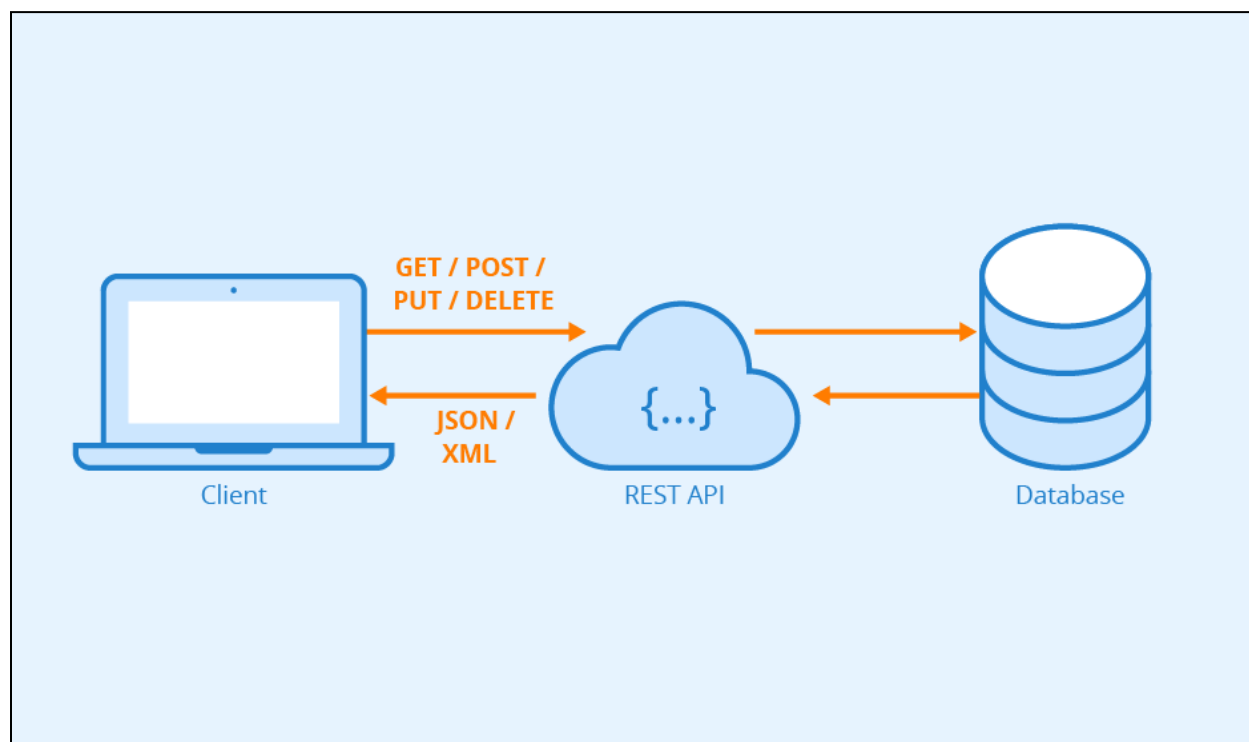 GET / POST /
PUT / DELETE
{...}
JSON /
XML
Client
REST API
Database